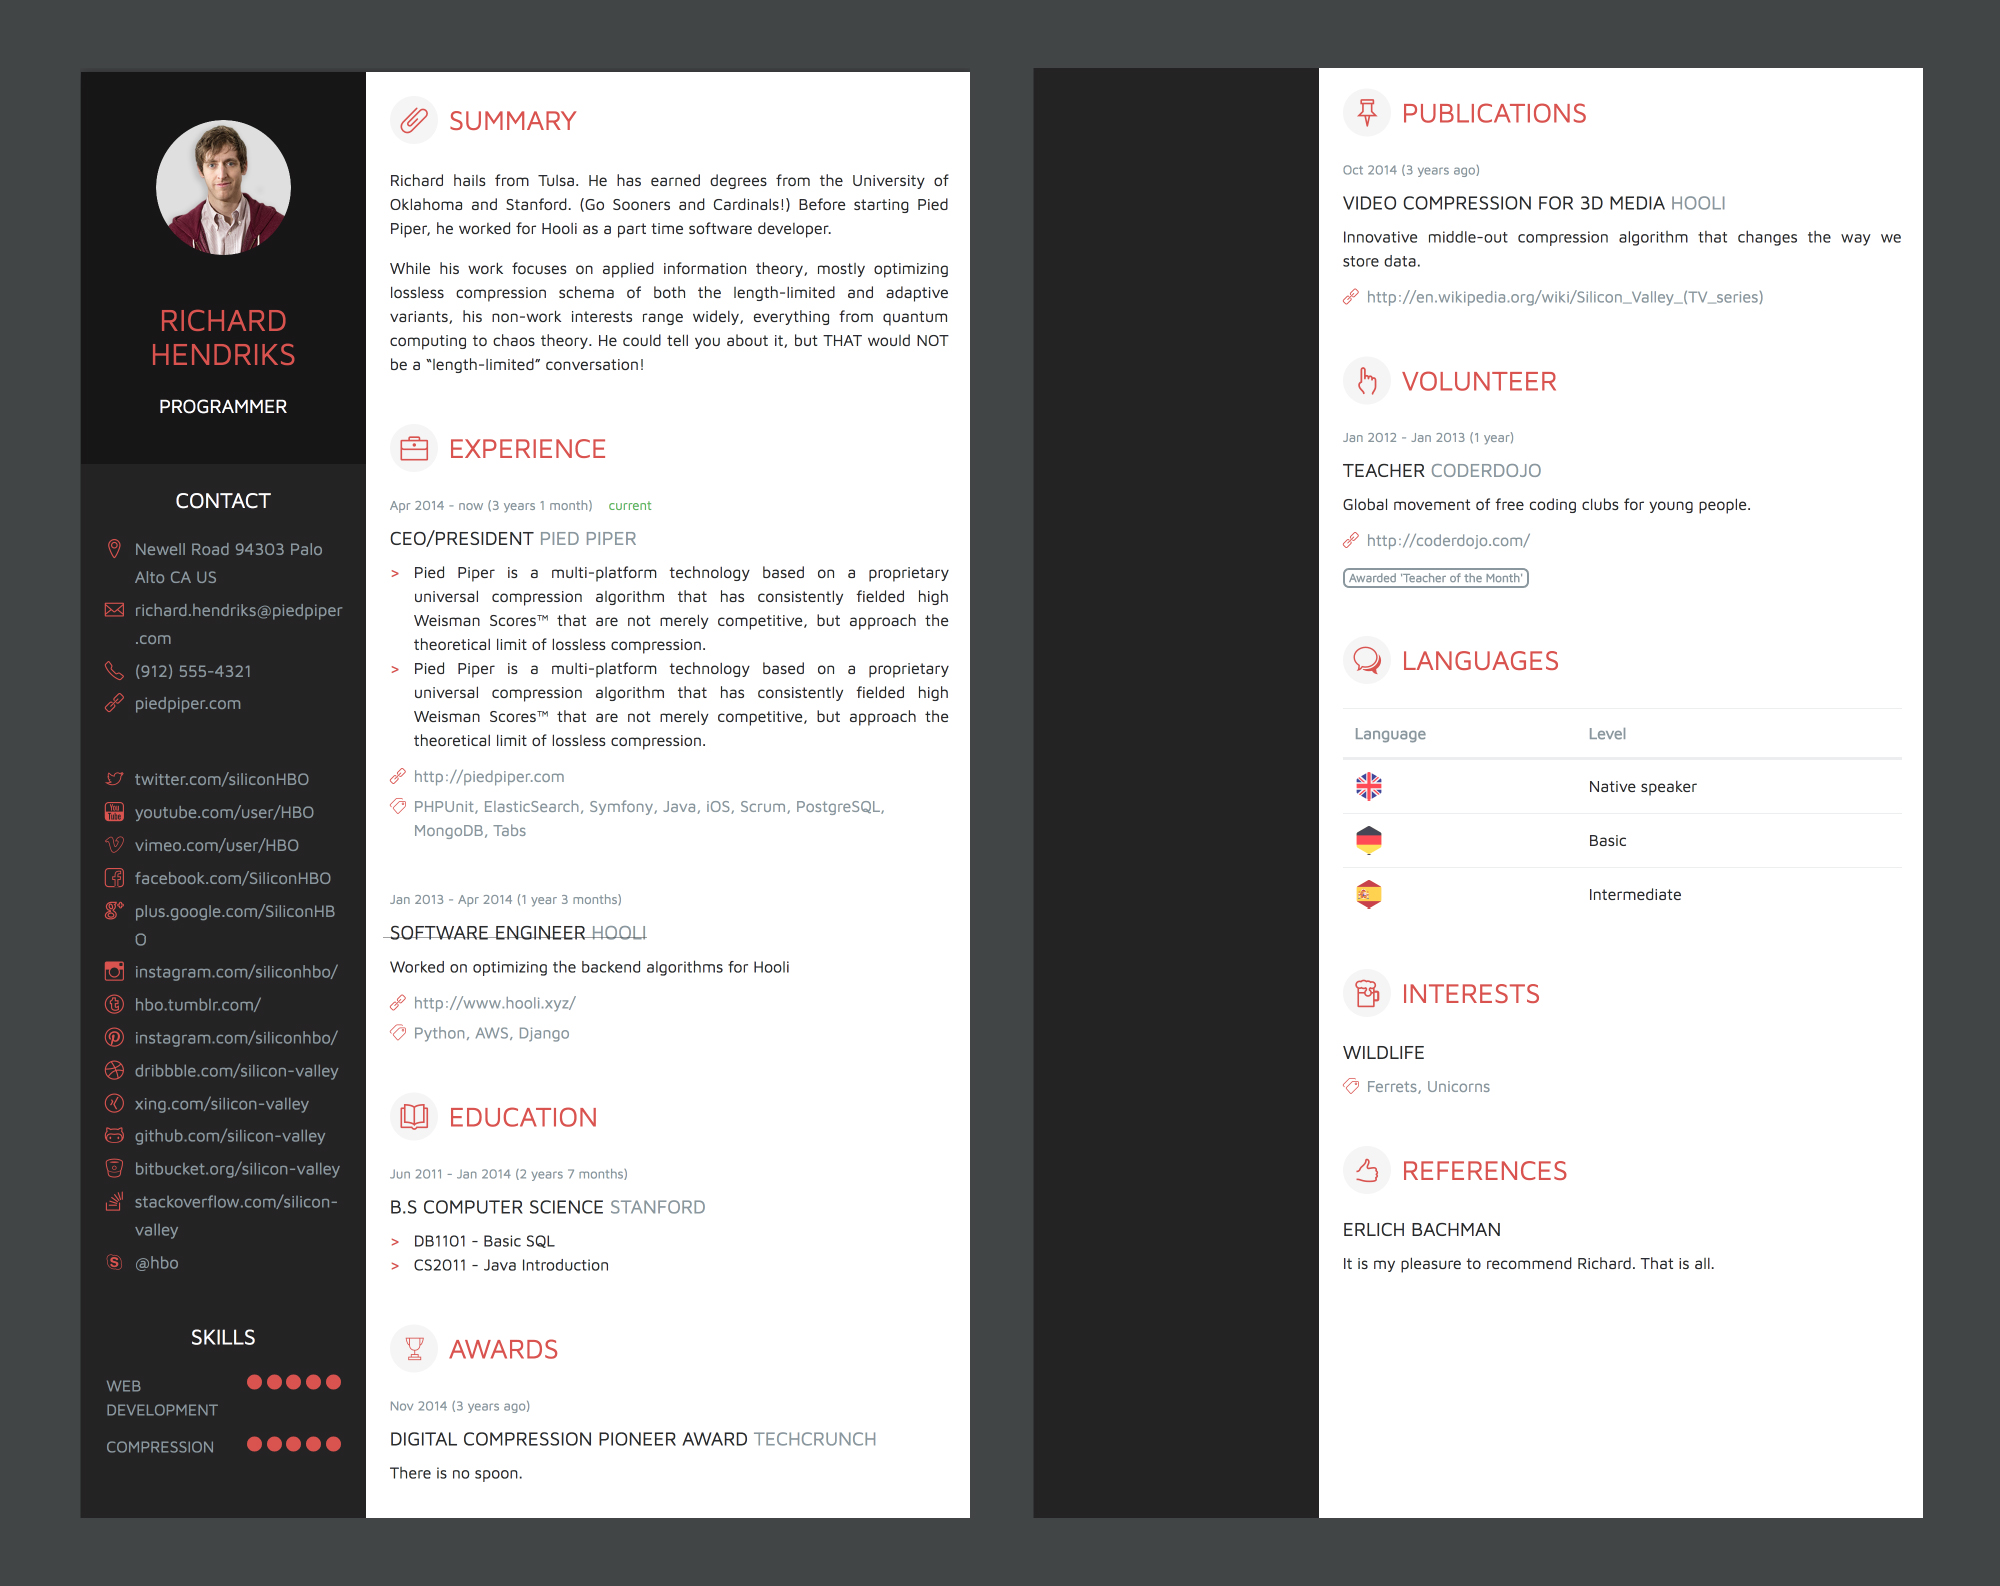 RICHARD
HENDRIKS
PROGRAMMER
CONTACT
Newell Road 94303 Palo
Alto CA US
richard.hendriks@piedpiper
.com
(912) 555-4321
piedpiper.com
twitter.com/siliconHBO
You
Tube
youtube.com/user/HBO
vimeo.com/user/HBO
facebook.com/SiliconHBO
plus.google.com/SiliconHB
O
instagram.com/siliconhbo/
hbo.tumblr.com/
instagram.com/siliconhbo/
dribbble.com/silicon-valley
xing.com/silicon-valley
github.com/silicon-valley
bitbucket.org/silicon-valley
stackoverflow.com/silicon-
valley
@hbo
SKILLS
WEB
DEVELOPMENT
COMPRESSION
SUMMARY
Richard hails from Tulsa. He has earned degrees from the University of
Oklahoma and Stanford. (Go Sooners and Cardinals!) Before starting Pied
Piper, he worked for Hooli as a part time software developer.
While his work focuses on applied information theory, mostly optimizing
lossless compression schema of both the length-limited and adaptive
variants, his non-work interests range widely, everything from quantum
computing to chaos theory. He could tell you about it, but THAT would NOT
be a “length-limited” conversation!
EXPERIENCE
Apr 2014 - now (3 years 1 month) current
CEO/PRESIDENT PIED PIPER
> Pied Piper is a multi-platform technology based on a proprietary
universal compression algorithm that has consistently fielded high
Weisman Scores™ that are not merely competitive, but approach the
theoretical limit of lossless compression.
> Pied Piper is a multi-platform technology based on a proprietary
universal compression algorithm that has consistently fielded high
Weisman Scores™ that are not merely competitive, but approach the
theoretical limit of lossless compression.
http://piedpiper.com
PHPUnit, ElasticSearch, Symfony, Java, iOS, Scrum, PostgreSQL,
MongoDB, Tabs
Jan 2013 - Apr 2014 (1 year 3 months)
SOFTWARE ENGINEER HOOLI
Worked on optimizing the backend algorithms for Hooli
http://www.hooli.xyz/
Python, AWS, Django
EDUCATION
Jun 2011 - Jan 2014 (2 years 7 months)
B.S COMPUTER SCIENCE STANFORD
> DB1101 - Basic SQL
> CS2011 - Java Introduction
AWARDS
Nov 2014 (3 years ago)
DIGITAL COMPRESSION PIONEER AWARD TECHCRUNCH
There is no spoon.
PUBLICATIONS
Oct 2014 (3 years ago)
VIDEO COMPRESSION FOR 3D MEDIA HOOLI
Innovative middle-out compression algorithm that changes the way we
store data.
http://en.wikipedia.org/wiki/Silicon_Valley_(TV_series)
VOLUNTEER
Jan 2012 - Jan 2013 (1 year)
TEACHER CODERDOJO
Global movement of free coding clubs for young people.
http://coderdojo.com/
Awarded 'Teacher of the Month'
LANGUAGES
Language Level
Native speaker
Basic
Intermediate
INTERESTS
WILDLIFE
Ferrets, Unicorns
REFERENCES
ERLICH BACHMAN
It is my pleasure to recommend Richard. That is all.